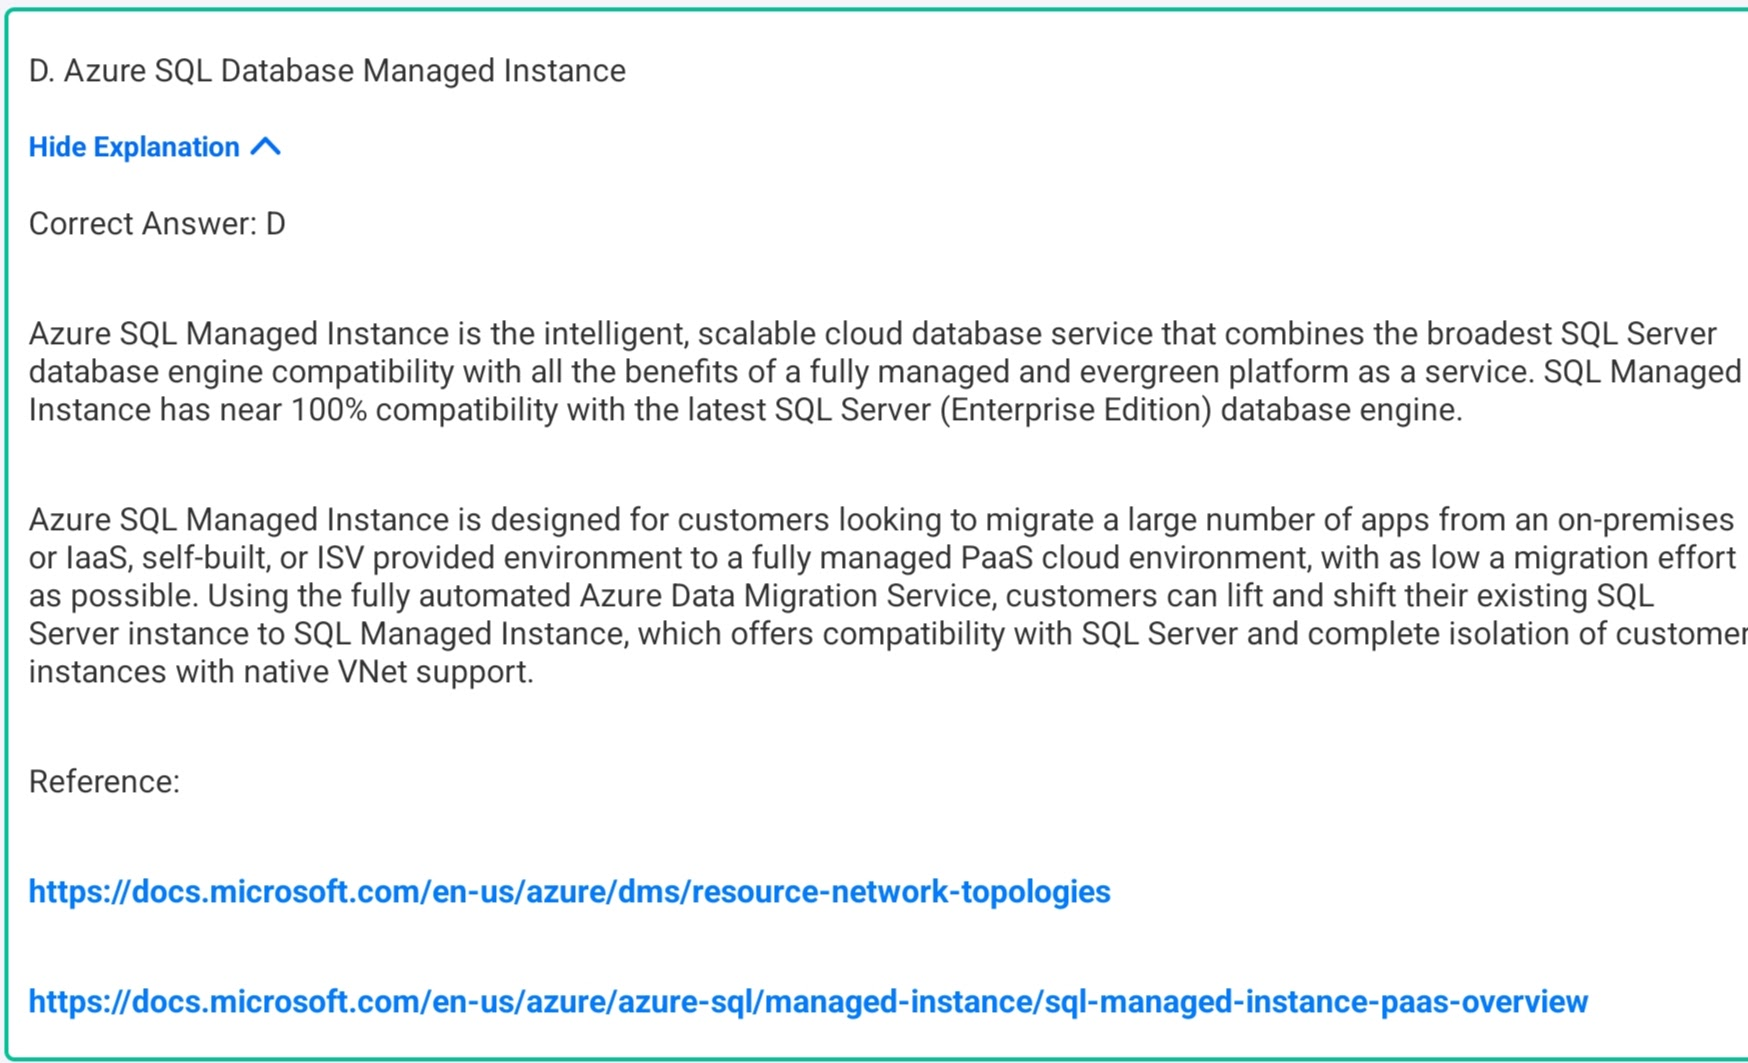 D. Azure SQL Database Managed Instance
Hide Explanation
Correct Answer: D
Azure SQL Managed Instance is the intelligent, scalable cloud database service that combines the broadest SQL Server
database engine compatibility with all the benefits of a fully managed and evergreen platform as a service. SQL Managed
Instance has near 100% compatibility with the latest SQL Server (Enterprise Edition) database engine.
Azure SQL Managed Instance is designed for customers looking to migrate a large number of apps from an on-premises
or IaaS, self-built, or ISV provided environment to a fully managed PaaS cloud environment, with as low a migration effort
as possible. Using the fully automated Azure Data Migration Service, customers can lift and shift their existing SQL
Server instance to SQL Managed Instance, which offers compatibility with SQL Server and complete isolation of customer
instances with native VNet support.
Reference:
https://docs.microsoft.com/en-us/azure/dms/resource-network-topologies
https://docs.microsoft.com/en-us/azure/azure-sql/managed-instance/sql-managed-instance-paas-overview